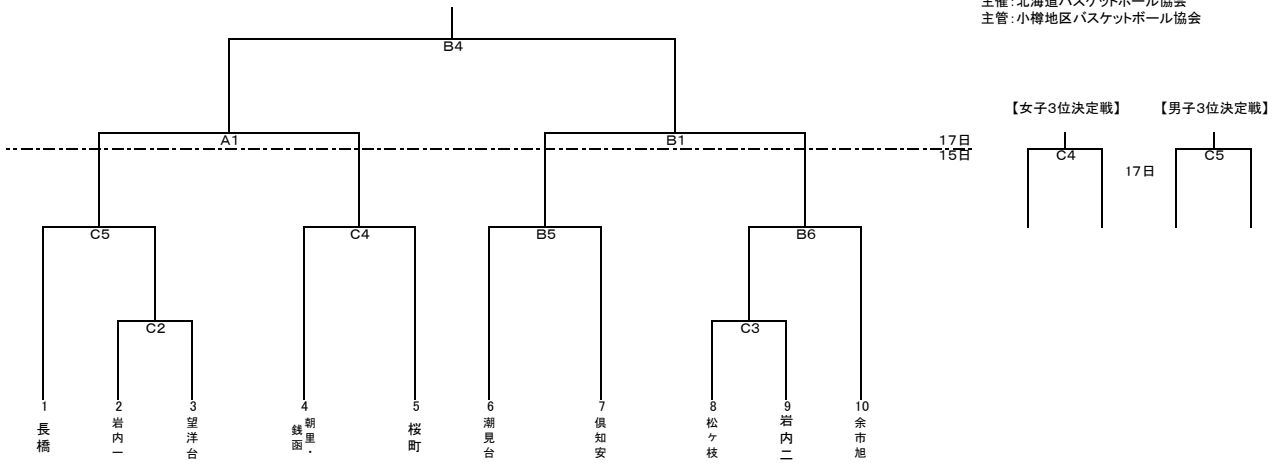 主催：北海道バスケットボール協会
主管：小樽地区バスケットボール協会
B4
【女子3位決定戦】 【男子3位決定戦】
A1 B1 17日
15日
C4 17日 C5
C5 C4 B5 B6
C2 C3
1 2 3 4 5 6 7 8 9 10
長橋
岩内一
望洋台
朝里・
銭函
桜町
潮見台
倶知安
松ヶ枝
岩内二
余市旭